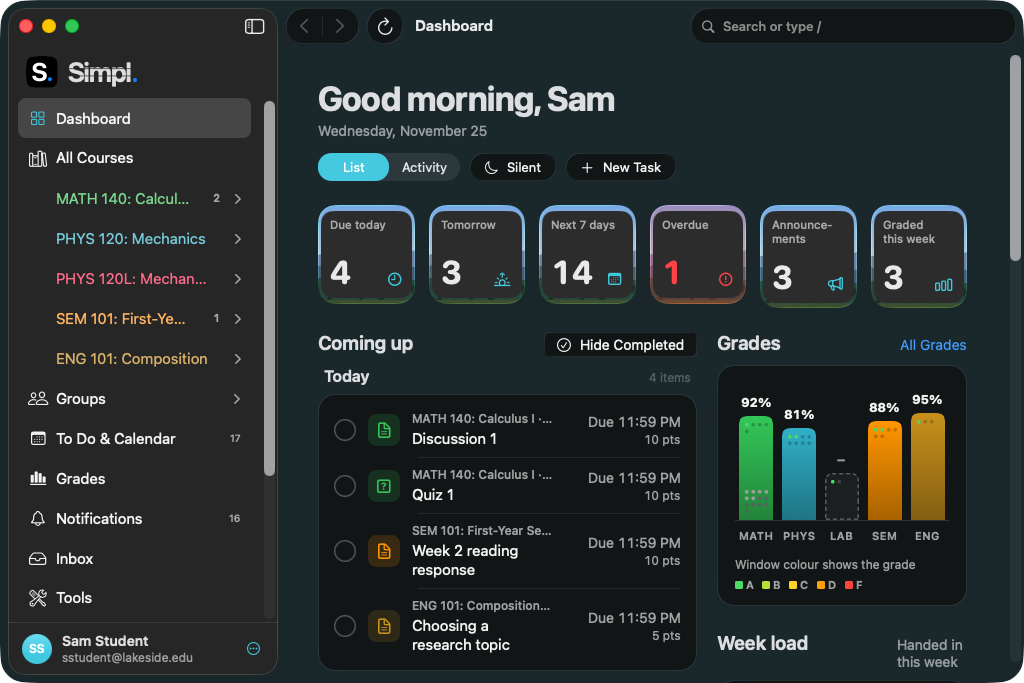 Dashboard
Search or type /
S.
Simpl.
Dashboard
All Courses
MATH 140: Calcul... 2
PHYS 120: Mechanics
PHYS 120L: Mechan...
SEM 101: First-Ye... 1
ENG 101: Composition
Groups
To Do & Calendar 17
Grades
Notifications 16
Inbox
Tools
SS
Sam Student
sstudent@lakeside.edu
Good morning, Sam
Wednesday, November 25
List Activity Silent + New Task
Due today
4
Tomorrow
3
Next 7 days
14
Overdue
1
Announce-
ments
3
Graded
this week
3
Coming up
Hide Completed
Today
4 items
MATH 140: Calculus I ·...
Discussion 1
Due 11:59 PM
10 pts
MATH 140: Calculus I ·...
Quiz 1
Due 11:59 PM
10 pts
SEM 101: First-Year Se...
Week 2 reading
response
Due 11:59 PM
10 pts
ENG 101: Composition...
Choosing a
research topic
Due 11:59 PM
5 pts
Grades
All Grades
92% 81% – 88% 95%
MATH PHYS LAB SEM ENG
Window colour shows the grade
A B C D F
Week load
Handed in
this week